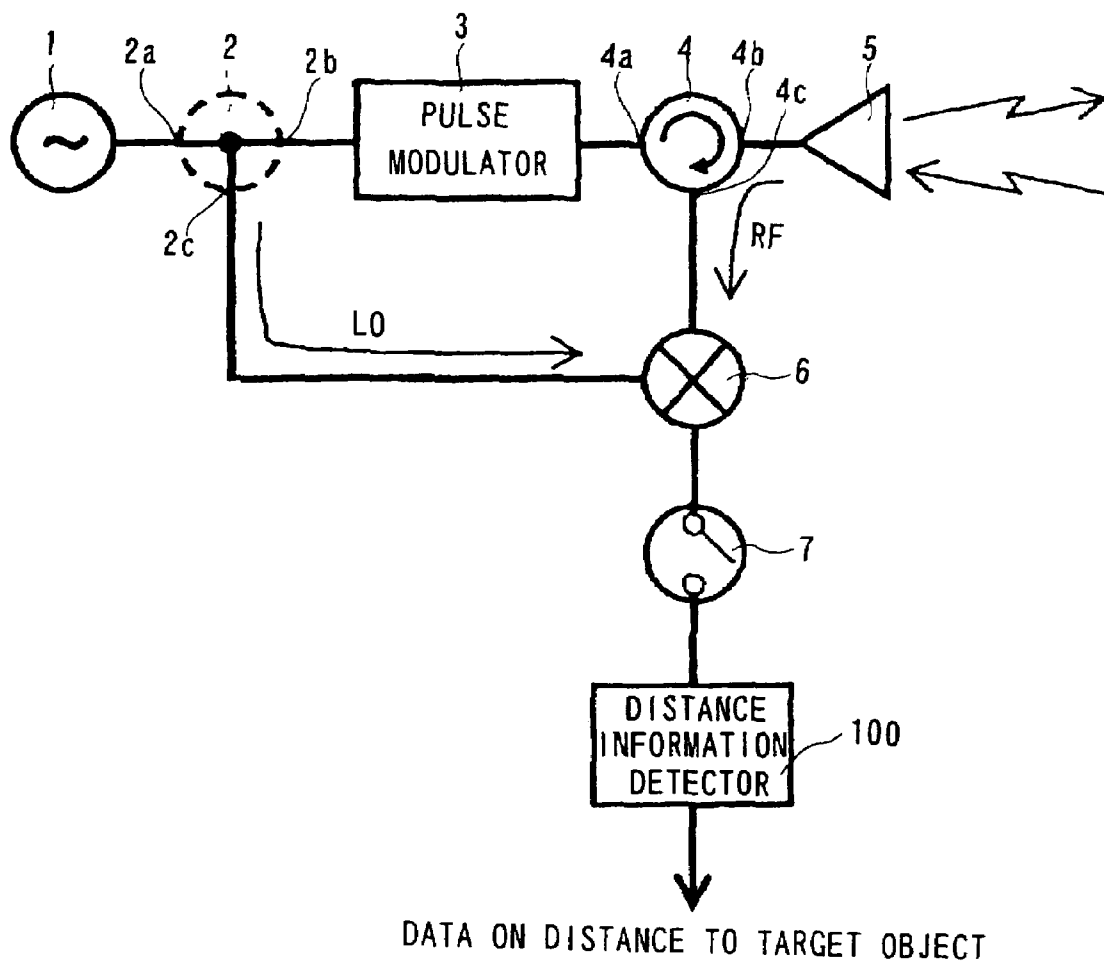 1
2a
2
2b
3
4a
4
4b
4c
5
PULSE
MODULATOR
2c
RF
LO
6
7
DISTANCE
INFORMATION
DETECTOR
100
DATA ON DISTANCE TO TARGET OBJECT